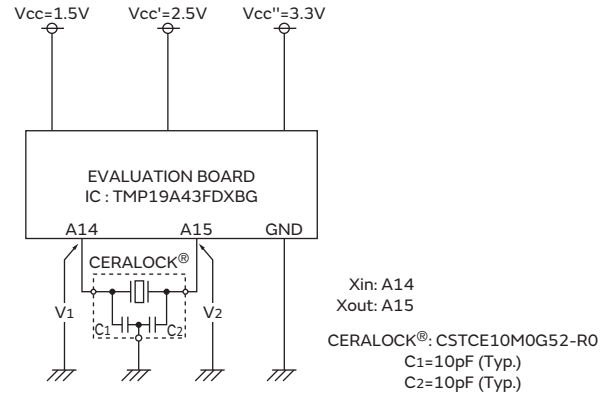 Vcc=1.5V Vcc'=2.5V Vcc''=3.3V
EVALUATION BOARD
IC : TMP19A43FDXBG
A14 A15 GND
CERALOCK®
V1 C1 C2 V2
Xin: A14
Xout: A15
CERALOCK®: CSTCE10M0G52-R0
C1=10pF (Typ.)
C2=10pF (Typ.)